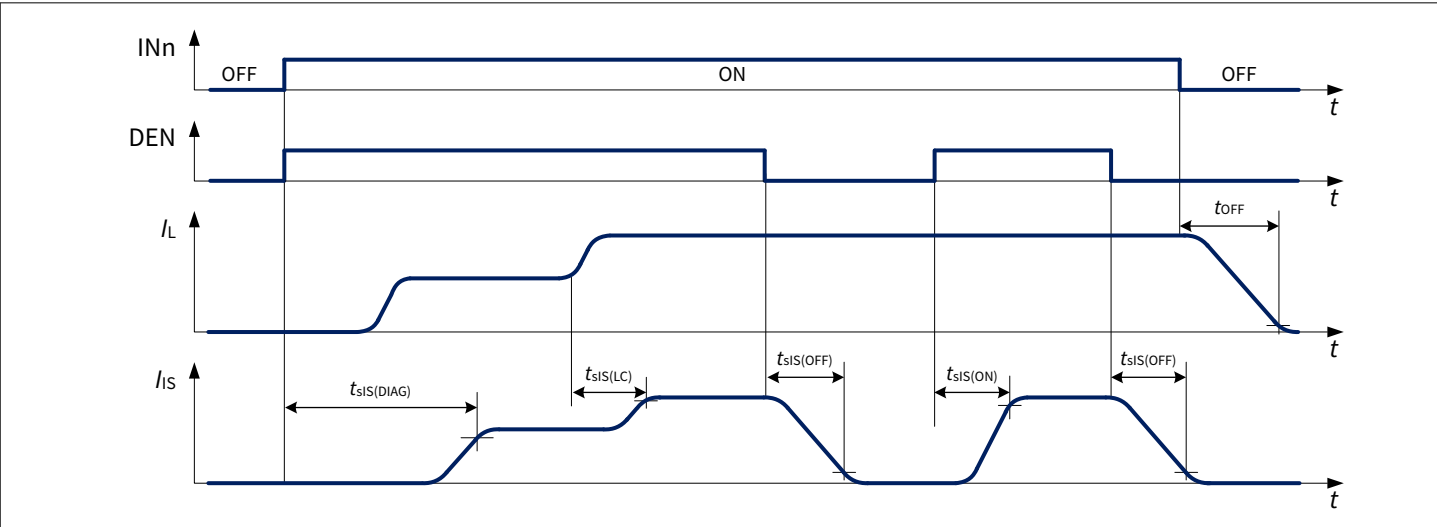 INn
OFF ON OFF
t
DEN
t
IL
tOFF
t
IIS
tsIS(DIAG) tsIS(LC) tsIS(OFF) tsIS(ON) tsIS(OFF)
t